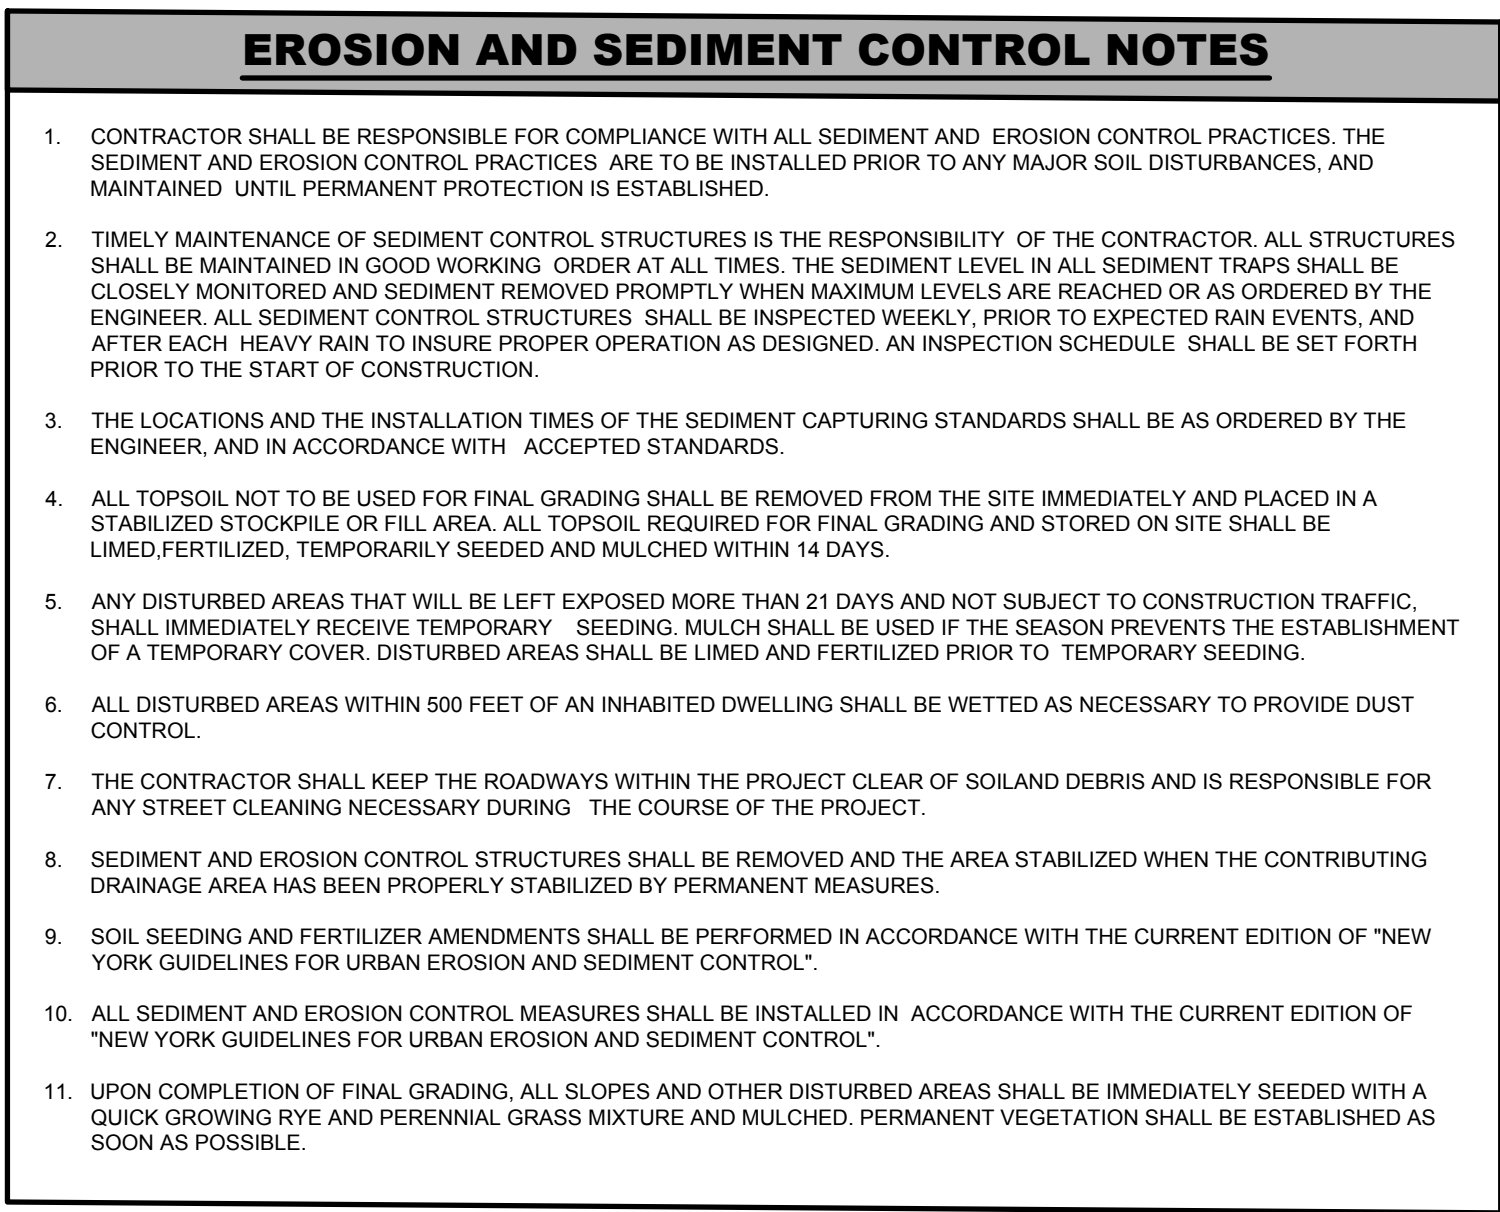 EROSION AND SEDIMENT CONTROL NOTES
1. CONTRACTOR SHALL BE RESPONSIBLE FOR COMPLIANCE WITH ALL SEDIMENT AND EROSION CONTROL PRACTICES. THE
SEDIMENT AND EROSION CONTROL PRACTICES ARE TO BE INSTALLED PRIOR TO ANY MAJOR SOIL DISTURBANCES, AND
MAINTAINED UNTIL PERMANENT PROTECTION IS ESTABLISHED.
2. TIMELY MAINTENANCE OF SEDIMENT CONTROL STRUCTURES IS THE RESPONSIBILITY OF THE CONTRACTOR. ALL STRUCTURES
SHALL BE MAINTAINED IN GOOD WORKING ORDER AT ALL TIMES. THE SEDIMENT LEVEL IN ALL SEDIMENT TRAPS SHALL BE
CLOSELY MONITORED AND SEDIMENT REMOVED PROMPTLY WHEN MAXIMUM LEVELS ARE REACHED OR AS ORDERED BY THE
ENGINEER. ALL SEDIMENT CONTROL STRUCTURES SHALL BE INSPECTED WEEKLY, PRIOR TO EXPECTED RAIN EVENTS, AND
AFTER EACH HEAVY RAIN TO INSURE PROPER OPERATION AS DESIGNED. AN INSPECTION SCHEDULE SHALL BE SET FORTH
PRIOR TO THE START OF CONSTRUCTION.
3. THE LOCATIONS AND THE INSTALLATION TIMES OF THE SEDIMENT CAPTURING STANDARDS SHALL BE AS ORDERED BY THE
ENGINEER, AND IN ACCORDANCE WITH ACCEPTED STANDARDS.
4. ALL TOPSOIL NOT TO BE USED FOR FINAL GRADING SHALL BE REMOVED FROM THE SITE IMMEDIATELY AND PLACED IN A
STABILIZED STOCKPILE OR FILL AREA. ALL TOPSOIL REQUIRED FOR FINAL GRADING AND STORED ON SITE SHALL BE
LIMED,FERTILIZED, TEMPORARILY SEEDED AND MULCHED WITHIN 14 DAYS.
5. ANY DISTURBED AREAS THAT WILL BE LEFT EXPOSED MORE THAN 21 DAYS AND NOT SUBJECT TO CONSTRUCTION TRAFFIC,
SHALL IMMEDIATELY RECEIVE TEMPORARY SEEDING. MULCH SHALL BE USED IF THE SEASON PREVENTS THE ESTABLISHMENT
OF A TEMPORARY COVER. DISTURBED AREAS SHALL BE LIMED AND FERTILIZED PRIOR TO TEMPORARY SEEDING.
6. ALL DISTURBED AREAS WITHIN 500 FEET OF AN INHABITED DWELLING SHALL BE WETTED AS NECESSARY TO PROVIDE DUST
CONTROL.
7. THE CONTRACTOR SHALL KEEP THE ROADWAYS WITHIN THE PROJECT CLEAR OF SOILAND DEBRIS AND IS RESPONSIBLE FOR
ANY STREET CLEANING NECESSARY DURING THE COURSE OF THE PROJECT.
8. SEDIMENT AND EROSION CONTROL STRUCTURES SHALL BE REMOVED AND THE AREA STABILIZED WHEN THE CONTRIBUTING
DRAINAGE AREA HAS BEEN PROPERLY STABILIZED BY PERMANENT MEASURES.
9. SOIL SEEDING AND FERTILIZER AMENDMENTS SHALL BE PERFORMED IN ACCORDANCE WITH THE CURRENT EDITION OF "NEW
YORK GUIDELINES FOR URBAN EROSION AND SEDIMENT CONTROL".
10. ALL SEDIMENT AND EROSION CONTROL MEASURES SHALL BE INSTALLED IN ACCORDANCE WITH THE CURRENT EDITION OF
"NEW YORK GUIDELINES FOR URBAN EROSION AND SEDIMENT CONTROL".
11. UPON COMPLETION OF FINAL GRADING, ALL SLOPES AND OTHER DISTURBED AREAS SHALL BE IMMEDIATELY SEEDED WITH A
QUICK GROWING RYE AND PERENNIAL GRASS MIXTURE AND MULCHED. PERMANENT VEGETATION SHALL BE ESTABLISHED AS
SOON AS POSSIBLE.